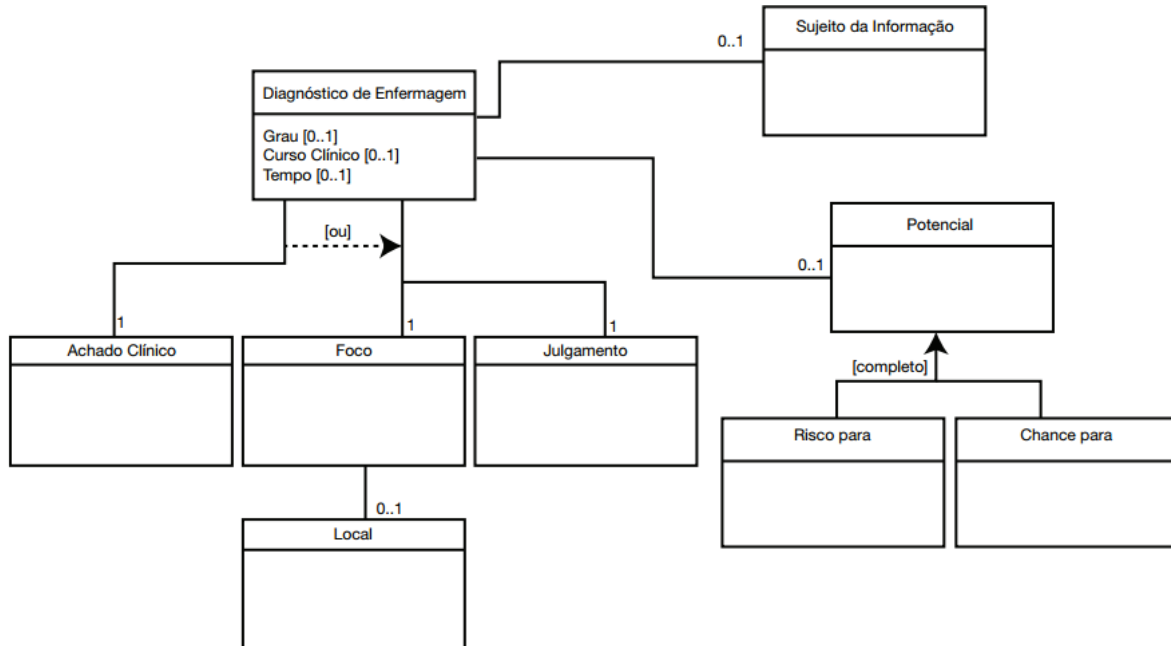 Sujeito da Informação
0..1
Diagnóstico de Enfermagem
Grau [0..1]
Curso Clínico [0..1]
Tempo [0..1]
[ou]
Potencial
0..1
1
1
1
Achado Clínico
Foco
Julgamento
[completo]
Risco para
Chance para
0..1
Local